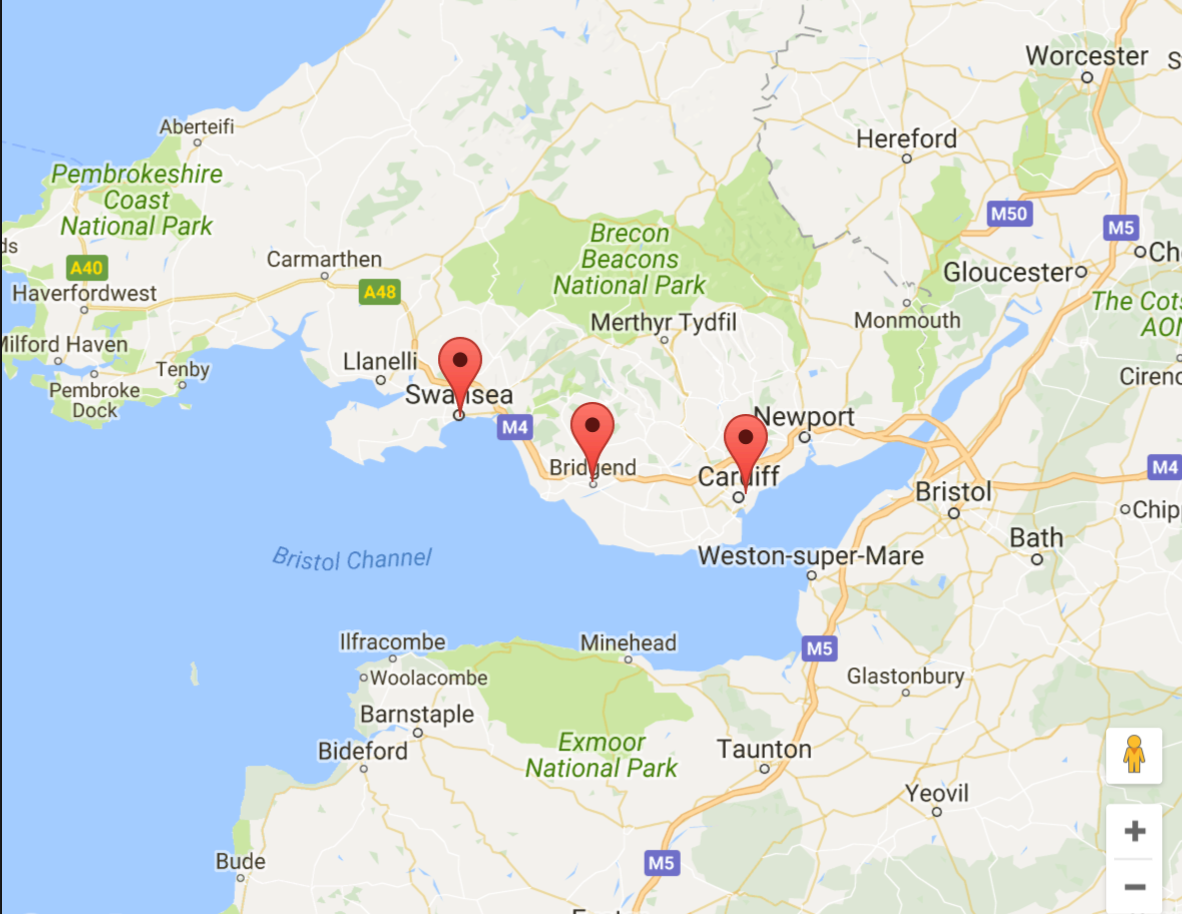 Worcester
S
Aberteifi
Hereford
Pembrokeshire
Coast
National Park
M50
M5
Brecon
Beacons
National Park
ds
A40
Carmarthen
A48
Gloucester
Ch
Haverfordwest
The Cots
AON
Merthyr Tydfil
Monmouth
Milford Haven
Llanelli
Tenby
Pembroke
Dock
Cirenc
Swansea
M4
Newport
Bridgend
Cardiff
M4
Bristol
Chipp
Bristol Channel
Weston-super-Mare
Bath
Ilfracombe
Minehead
M5
Woolacombe
Glastonbury
Barnstaple
Bideford
Exmoor
National Park
Taunton
Yeovil
Bude
M5
+
−